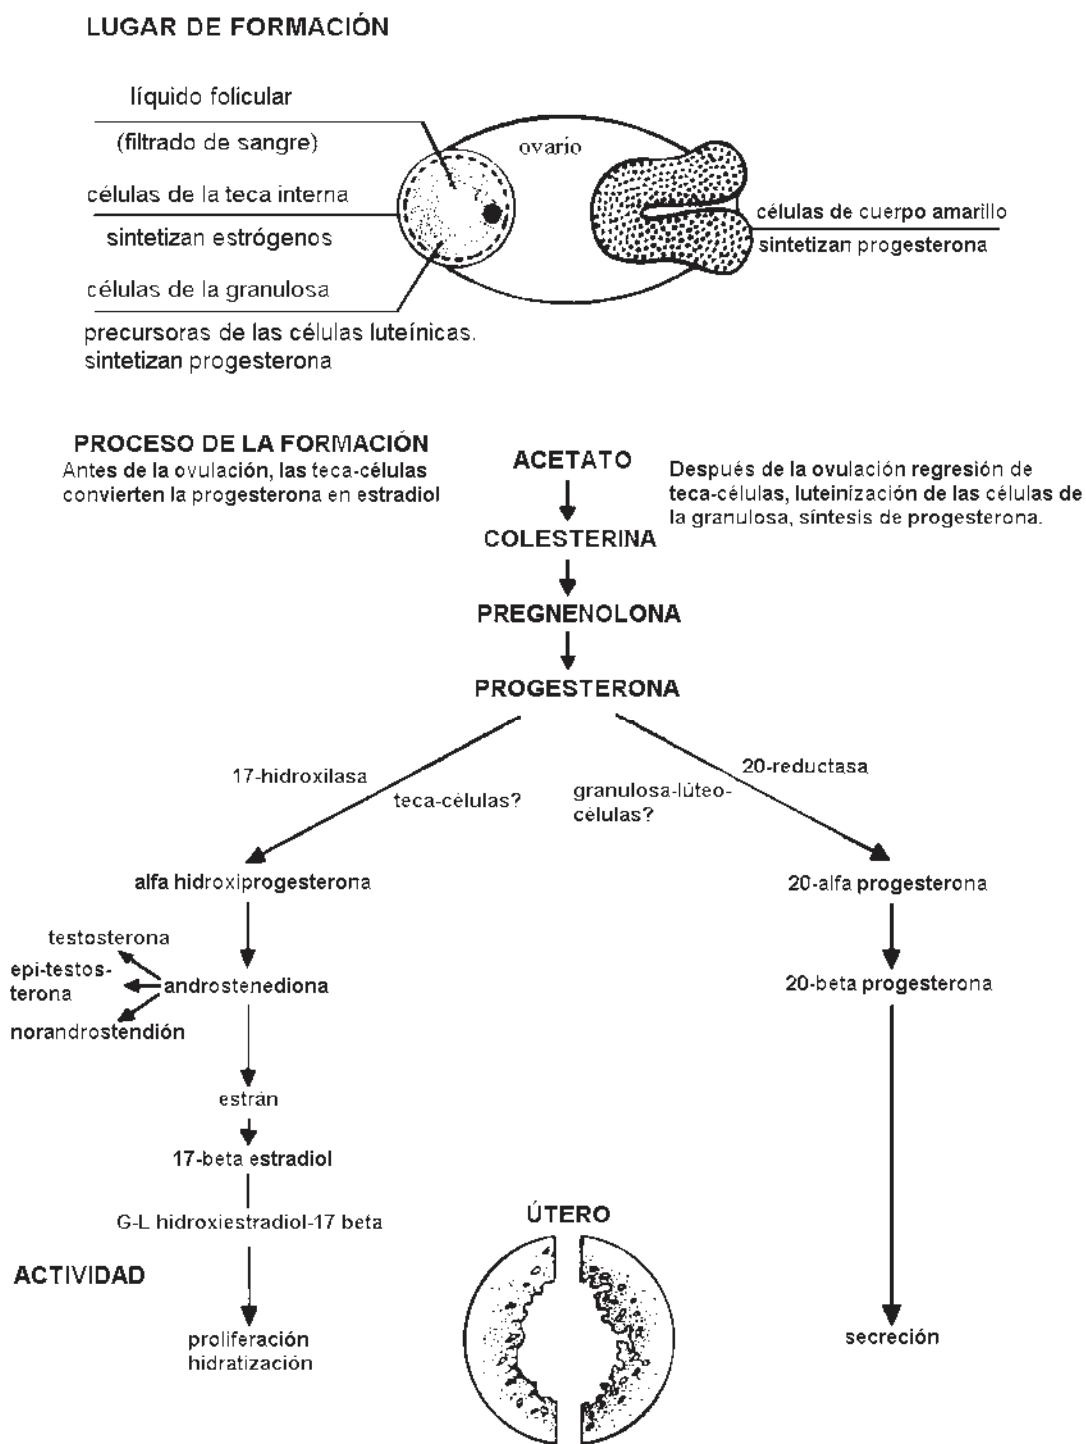 LUGAR DE FORMACIÓN
líquido folicular
(filtrado de sangre)
células de la teca interna
sintetizan estrógenos
células de la granulosa
precursoras de las células luteínicas.
sintetizan progesterona
ovario
células de cuerpo amarillo
sintetizan progesterona
PROCESO DE LA FORMACIÓN
Antes de la ovulación, las teca-células
convierten la progesterona en estradiol
ACETATO
Después de la ovulación regresión de
teca-células, luteinización de las células de
la granulosa, síntesis de progesterona.
COLESTERINA
PREGNENOLONA
PROGESTERONA
17-hidroxilasa
teca-células?
granulosa-lúteo-
células?
20-reductasa
alfa hidroxiprogesterona
20-alfa progesterona
testosterona
epi-testos-
terona
androstenediona
norandrostendión
20-beta progesterona
estrán
17-beta estradiol
G-L hidroxiestradiol-17 beta
ÚTERO
ACTIVIDAD
proliferación
hidratización
secreción